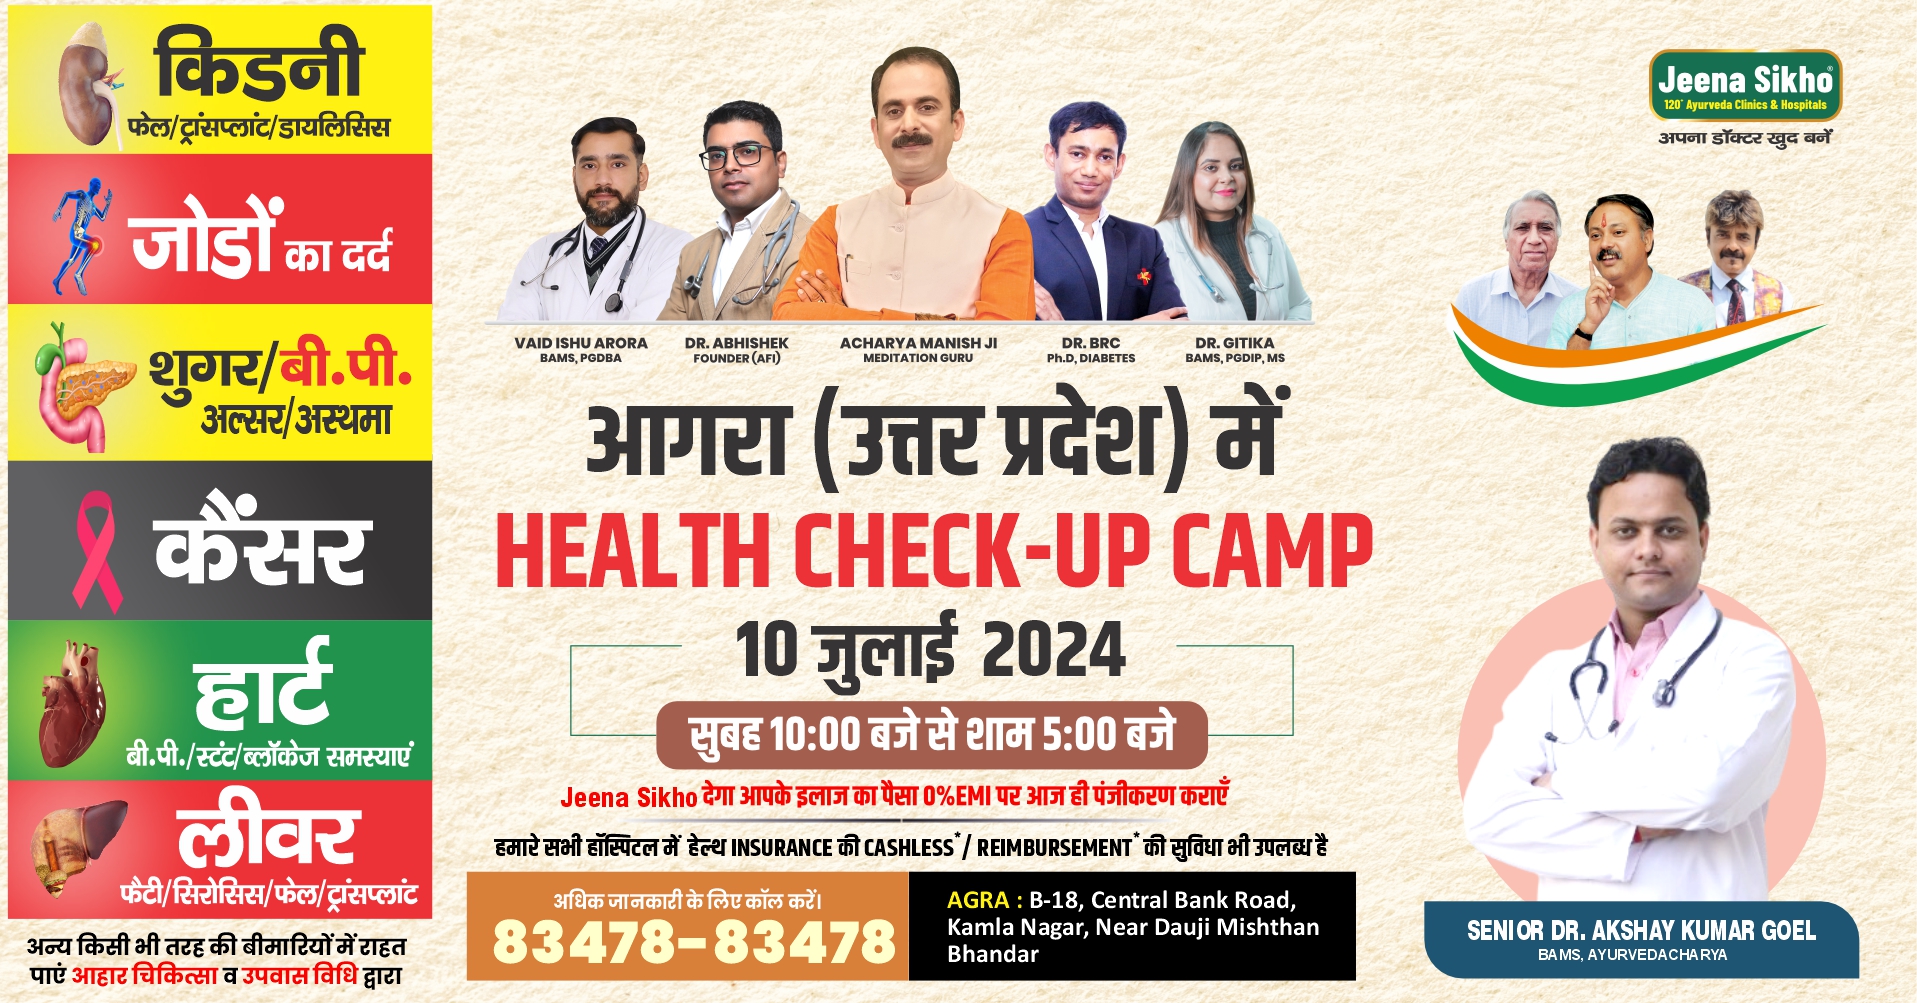 किडनी
फेल/ट्रांसप्लांट/डायलिसिस
जोडों का दर्द
शुगर/बी.पी.
अल्सर/अस्थमा
कैंसर
हार्ट
बी.पी./स्टंट/ब्लॉकेज समस्याएं
लीवर
फैटी/सिरोसिस/फेल/ट्रांसप्लांट
अन्य किसी भी तरह की बीमारियों में राहत
पाएं आहार चिकित्सा व उपवास विधि द्वारा
VAID ISHU ARORA
BAMS, PGDBA
DR. ABHISHEK
FOUNDER (AFI)
ACHARYA MANISH JI
MEDITATION GURU
DR. BRC
Ph.D, DIABETES
DR. GITIKA
BAMS, PGDIP, MS
आगरा (उत्तर प्रदेश) में
HEALTH CHECK-UP CAMP
10 जुलाई 2024
सुबह 10:00 बजे से शाम 5:00 बजे
Jeena Sikho देगा आपके इलाज का पैसा 0%EMI पर आज ही पंजीकरण कराएँ
हमारे सभी हॉस्पिटल में हेल्थ INSURANCE की CASHLESS*/ REIMBURSEMENT* की सुविधा भी उपलब्ध है
अधिक जानकारी के लिए कॉल करें।
83478-83478
AGRA : B-18, Central Bank Road,
Kamla Nagar, Near Dauji Mishthan
Bhandar
Jeena Sikho®
120+ Ayurveda Clinics & Hospitals
अपना डॉक्टर खुद बनें
SENIOR DR. AKSHAY KUMAR GOEL
BAMS, AYURVEDACHARYA